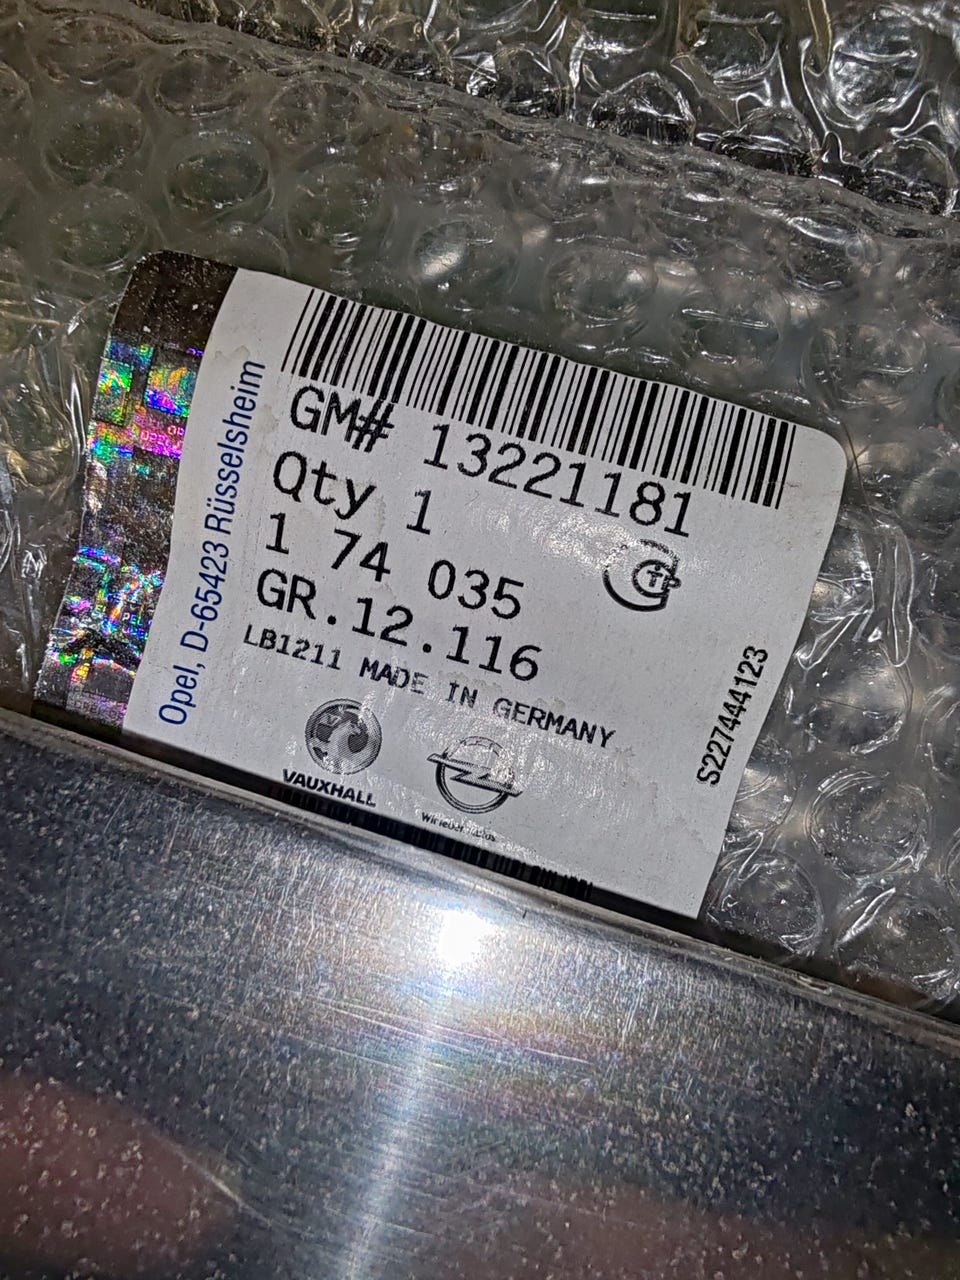 GM# 13221181
Qty 1
1 74 035
GR.12.116
LB1211 MADE IN GERMANY
VAUXHALL
Opel, D-65423 Rüsselsheim
S227444123